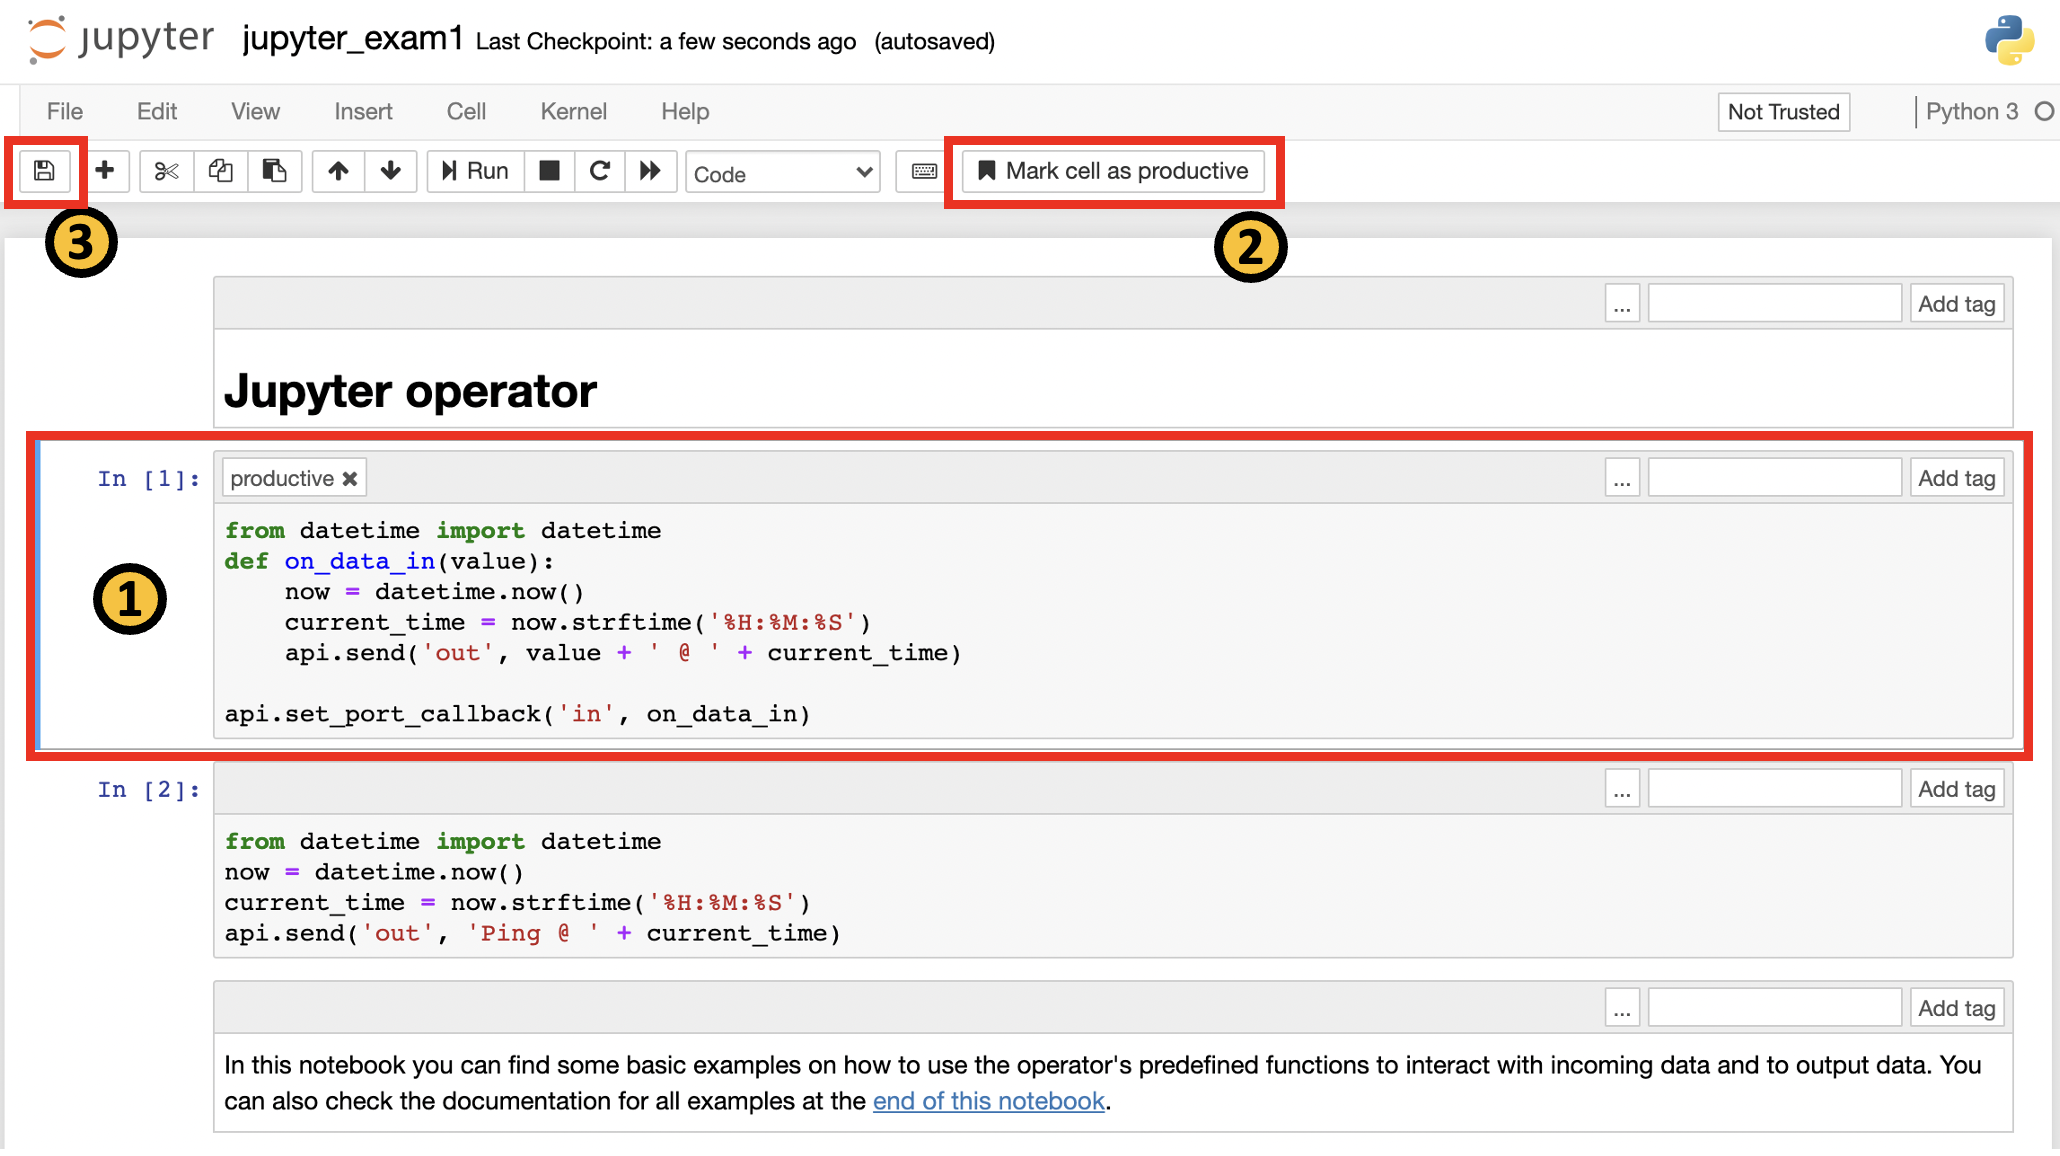 jupyter jupyter_exam1 Last Checkpoint: a few seconds ago (autosaved)
File Edit View Insert Cell Kernel Help Not Trusted Python 3
Run Code Mark cell as productive
3
2
... Add tag
Jupyter operator
In [1]: productive ... Add tag
from datetime import datetime
def on_data_in(value):
    now = datetime.now()
1
    current_time = now.strftime('%H:%M:%S')
    api.send('out', value + ' @ ' + current_time)
api.set_port_callback('in', on_data_in)
In [2]: ... Add tag
from datetime import datetime
now = datetime.now()
current_time = now.strftime('%H:%M:%S')
api.send('out', 'Ping @ ' + current_time)
... Add tag
In this notebook you can find some basic examples on how to use the operator's predefined functions to interact with incoming data and to output data. You
can also check the documentation for all examples at the end of this notebook.